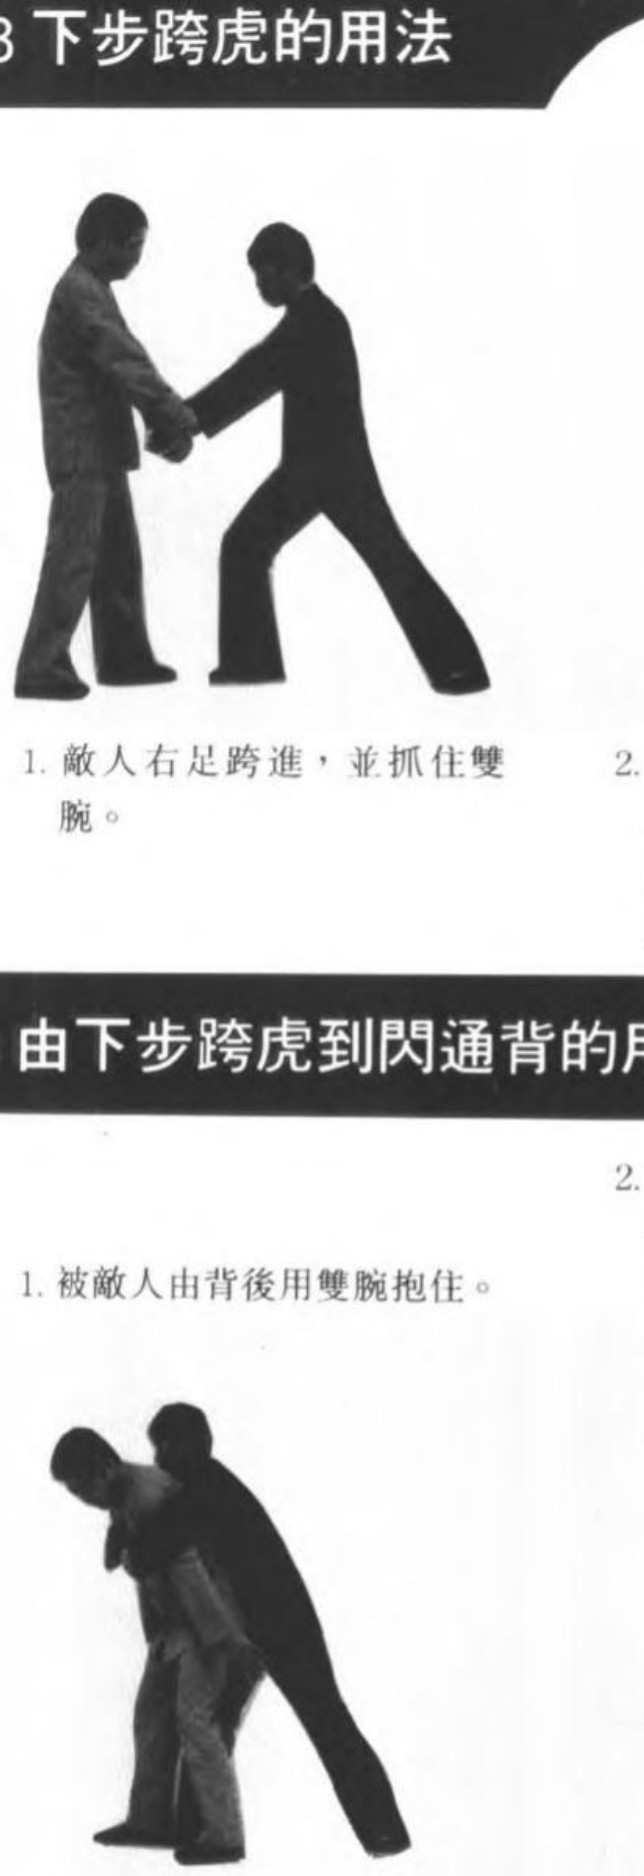 3 下步跨虎的用法
1. 敵人右足跨進，並抓住雙
腕。
2.
由下步跨虎到閃通背的
2.
1. 被敵人由背後用雙腕抱住。